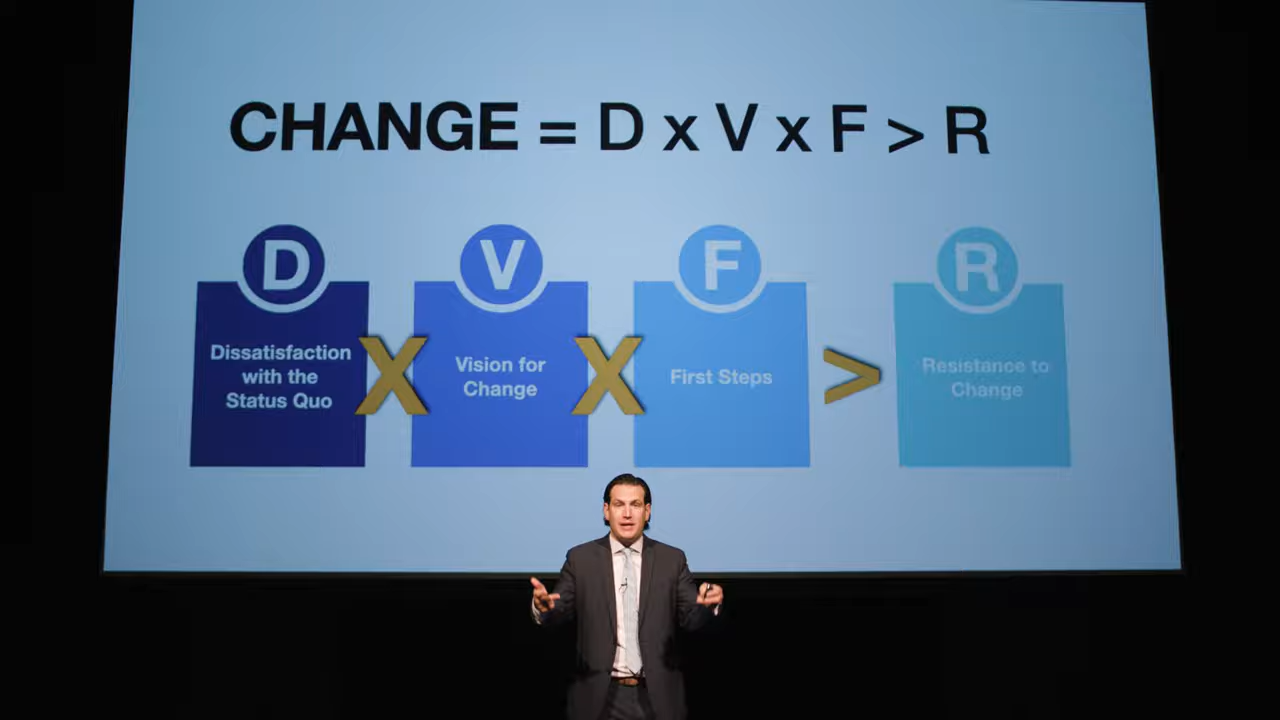 CHANGE = D x V x F > R
D
V
F
R
Dissatisfaction
with the
Status Quo
X
Vision for
Change
X
First Steps
>
Resistance to
Change